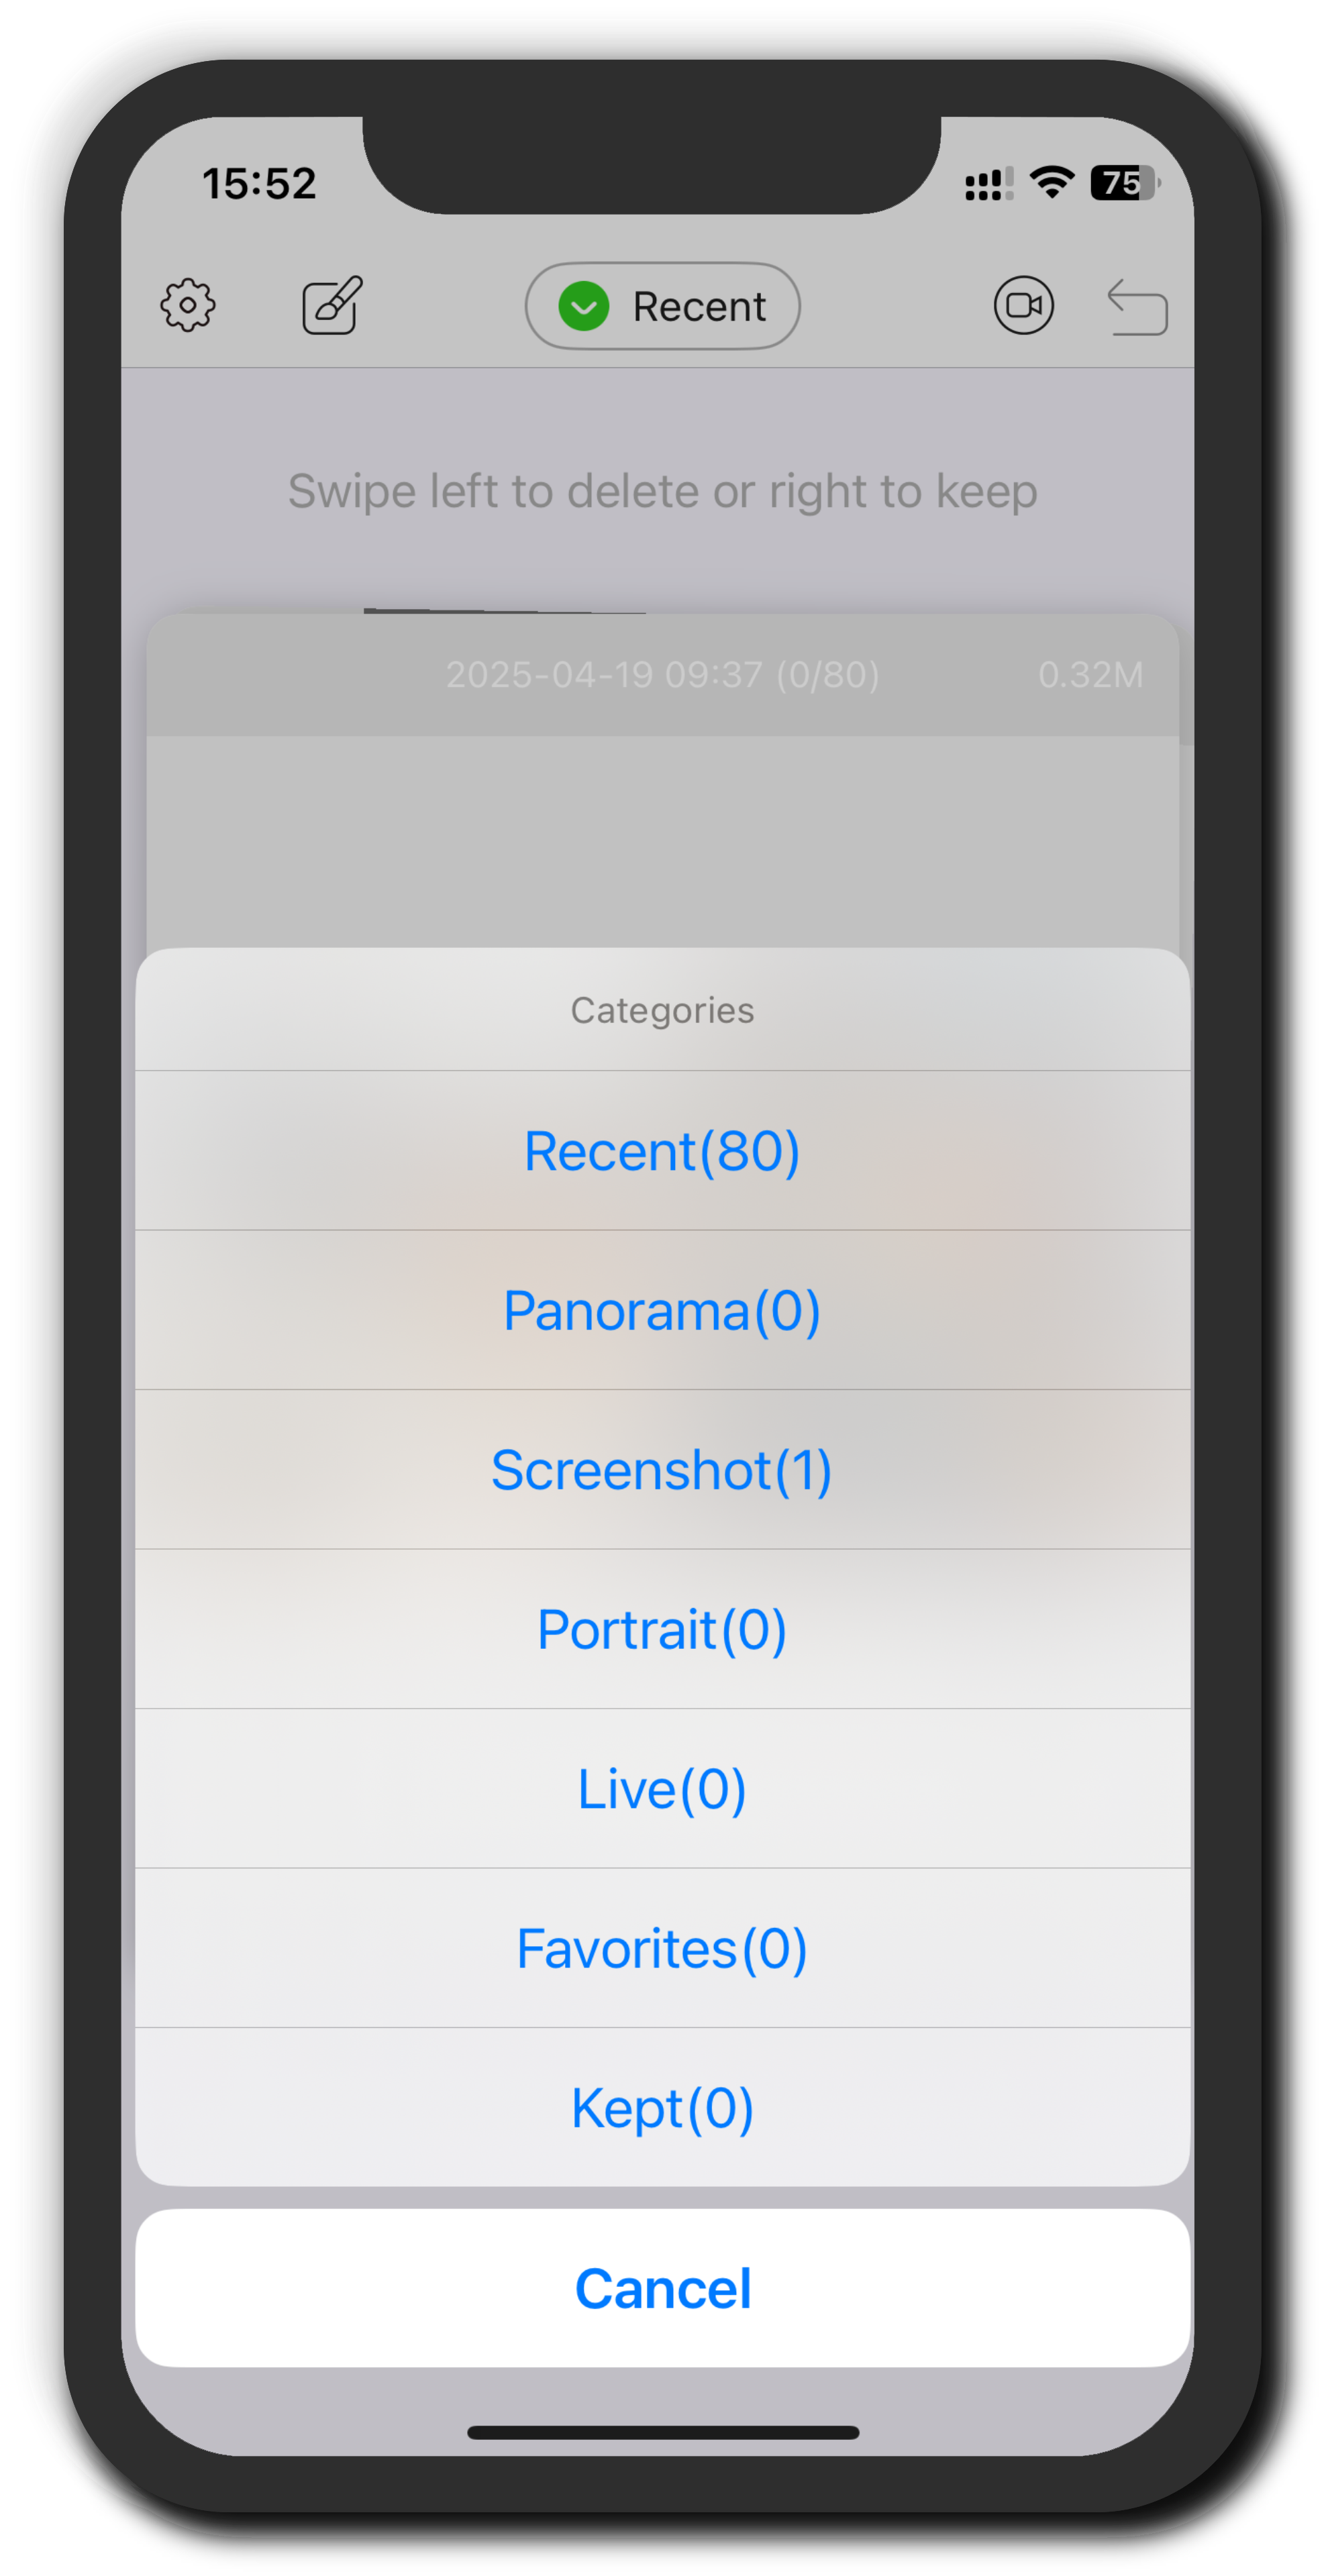 15:52
75
Recent
Swipe left to delete or right to keep
2025-04-19 09:37 (0/80) 0.32M
Categories
Recent(80)
Panorama(0)
Screenshot(1)
Portrait(0)
Live(0)
Favorites(0)
Kept(0)
Cancel